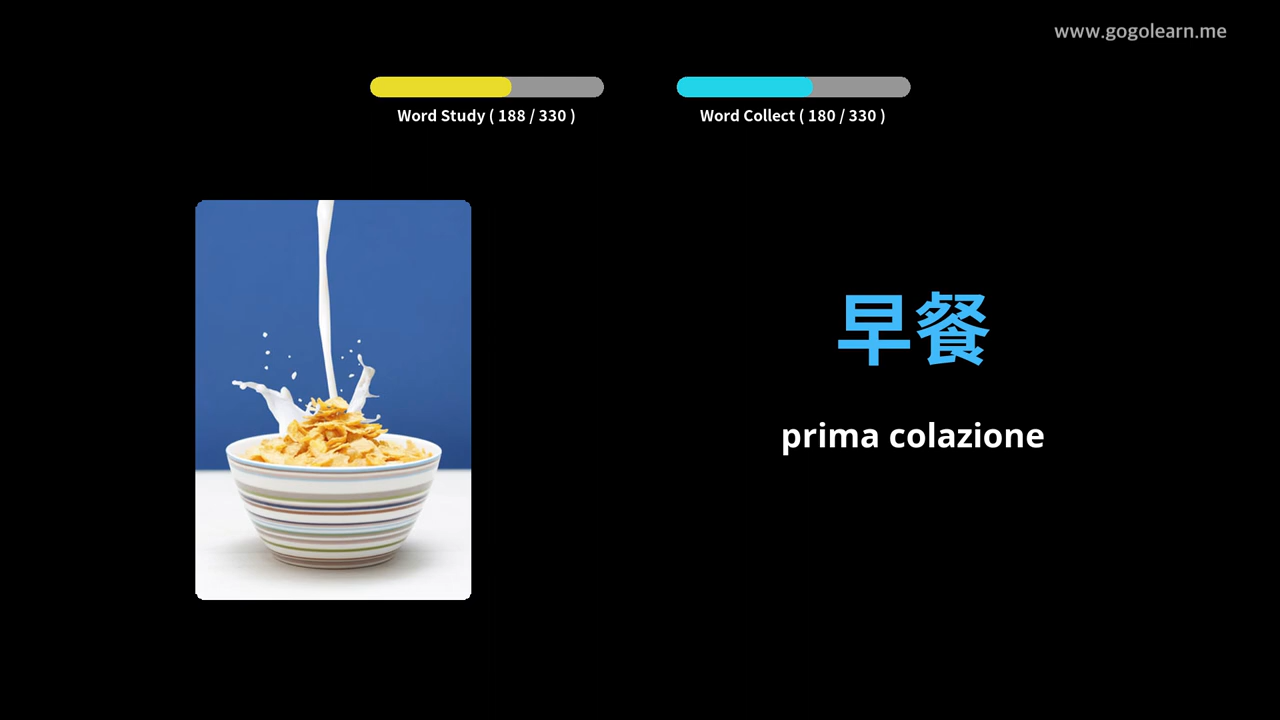 www.gogolearn.me
Word Study ( 188 / 330 )
Word Collect ( 180 / 330 )
早餐
prima colazione